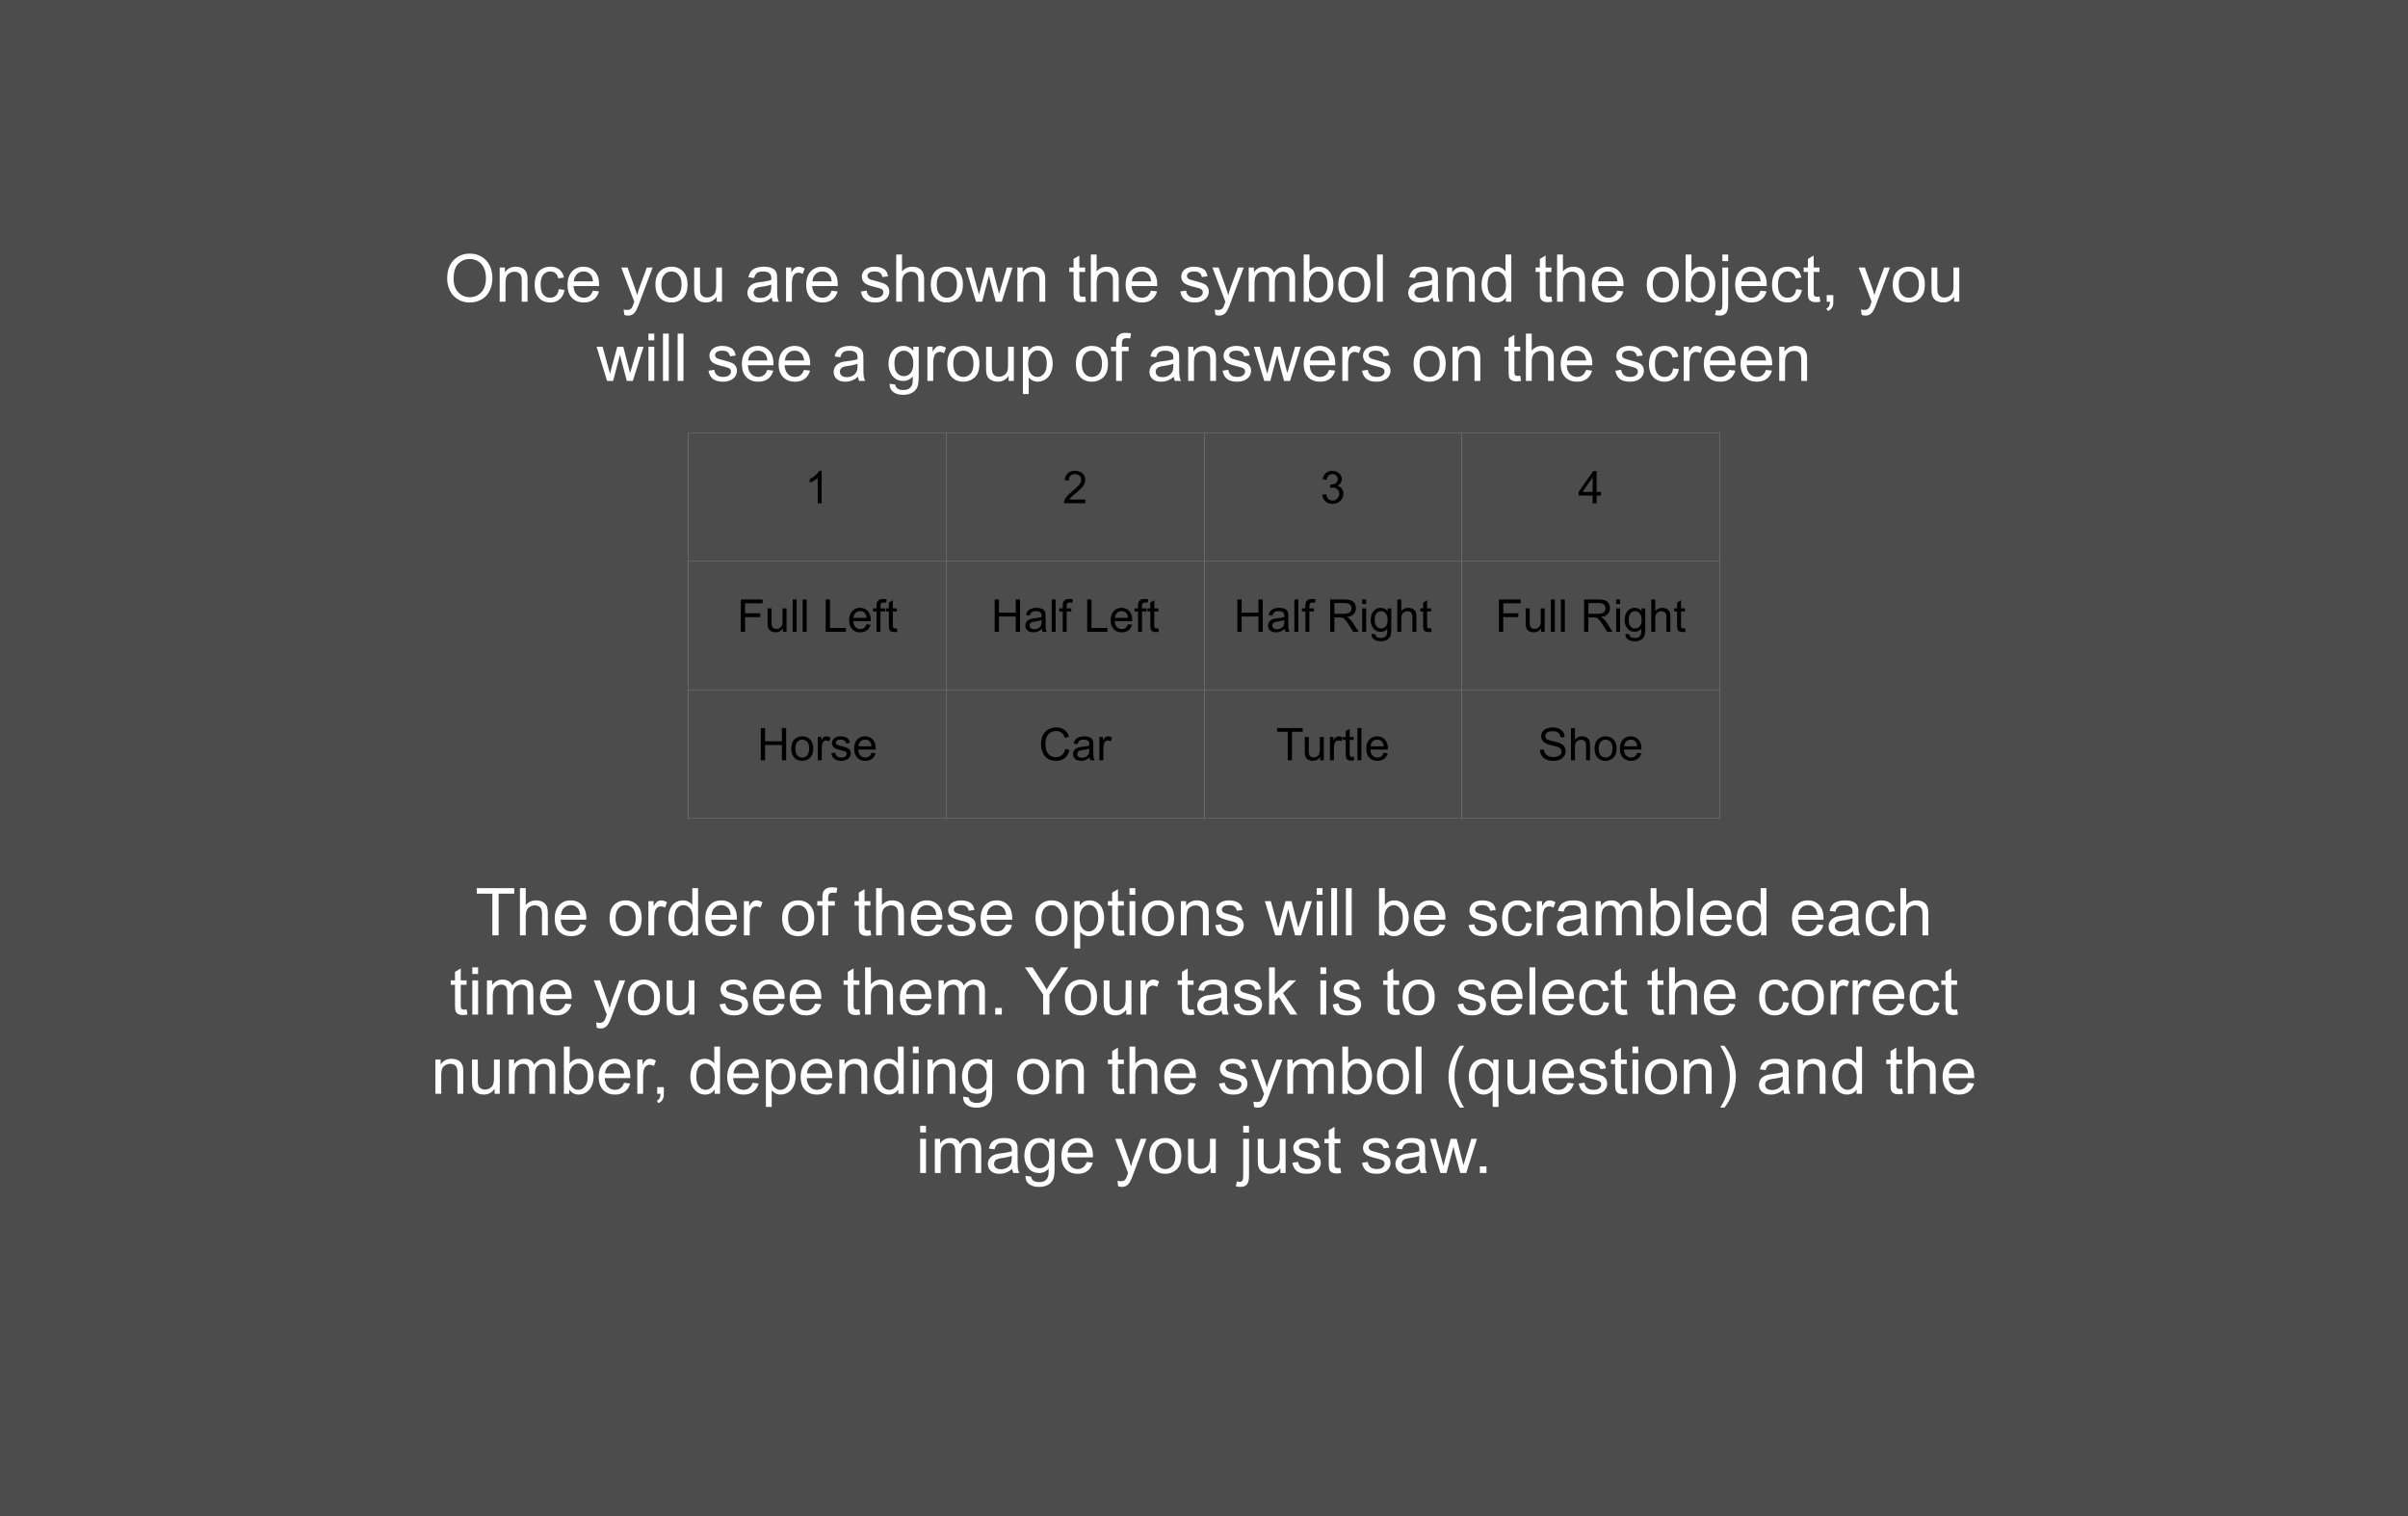 Once you are shown the symbol and the object, you
will see a group of answers on the screen:
1 2 3 4
Full Left Half Left Half Right Full Right
Horse Car Turtle Shoe
The order of these options will be scrambled each
time you see them. Your task is to select the correct
number, depending on the symbol (question) and the
image you just saw.